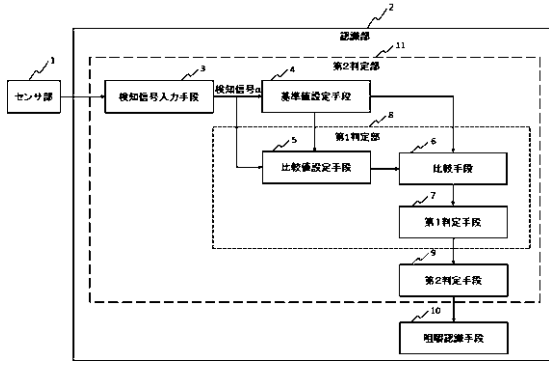 2
認識部
11
第2判定部
1
センサ部
3
検知信号入力手段
検知信号α
4
基準値設定手段
8
第1判定部
5
比較値設定手段
6
比較手段
7
第1判定手段
9
第2判定手段
10
咀嚼認識手段